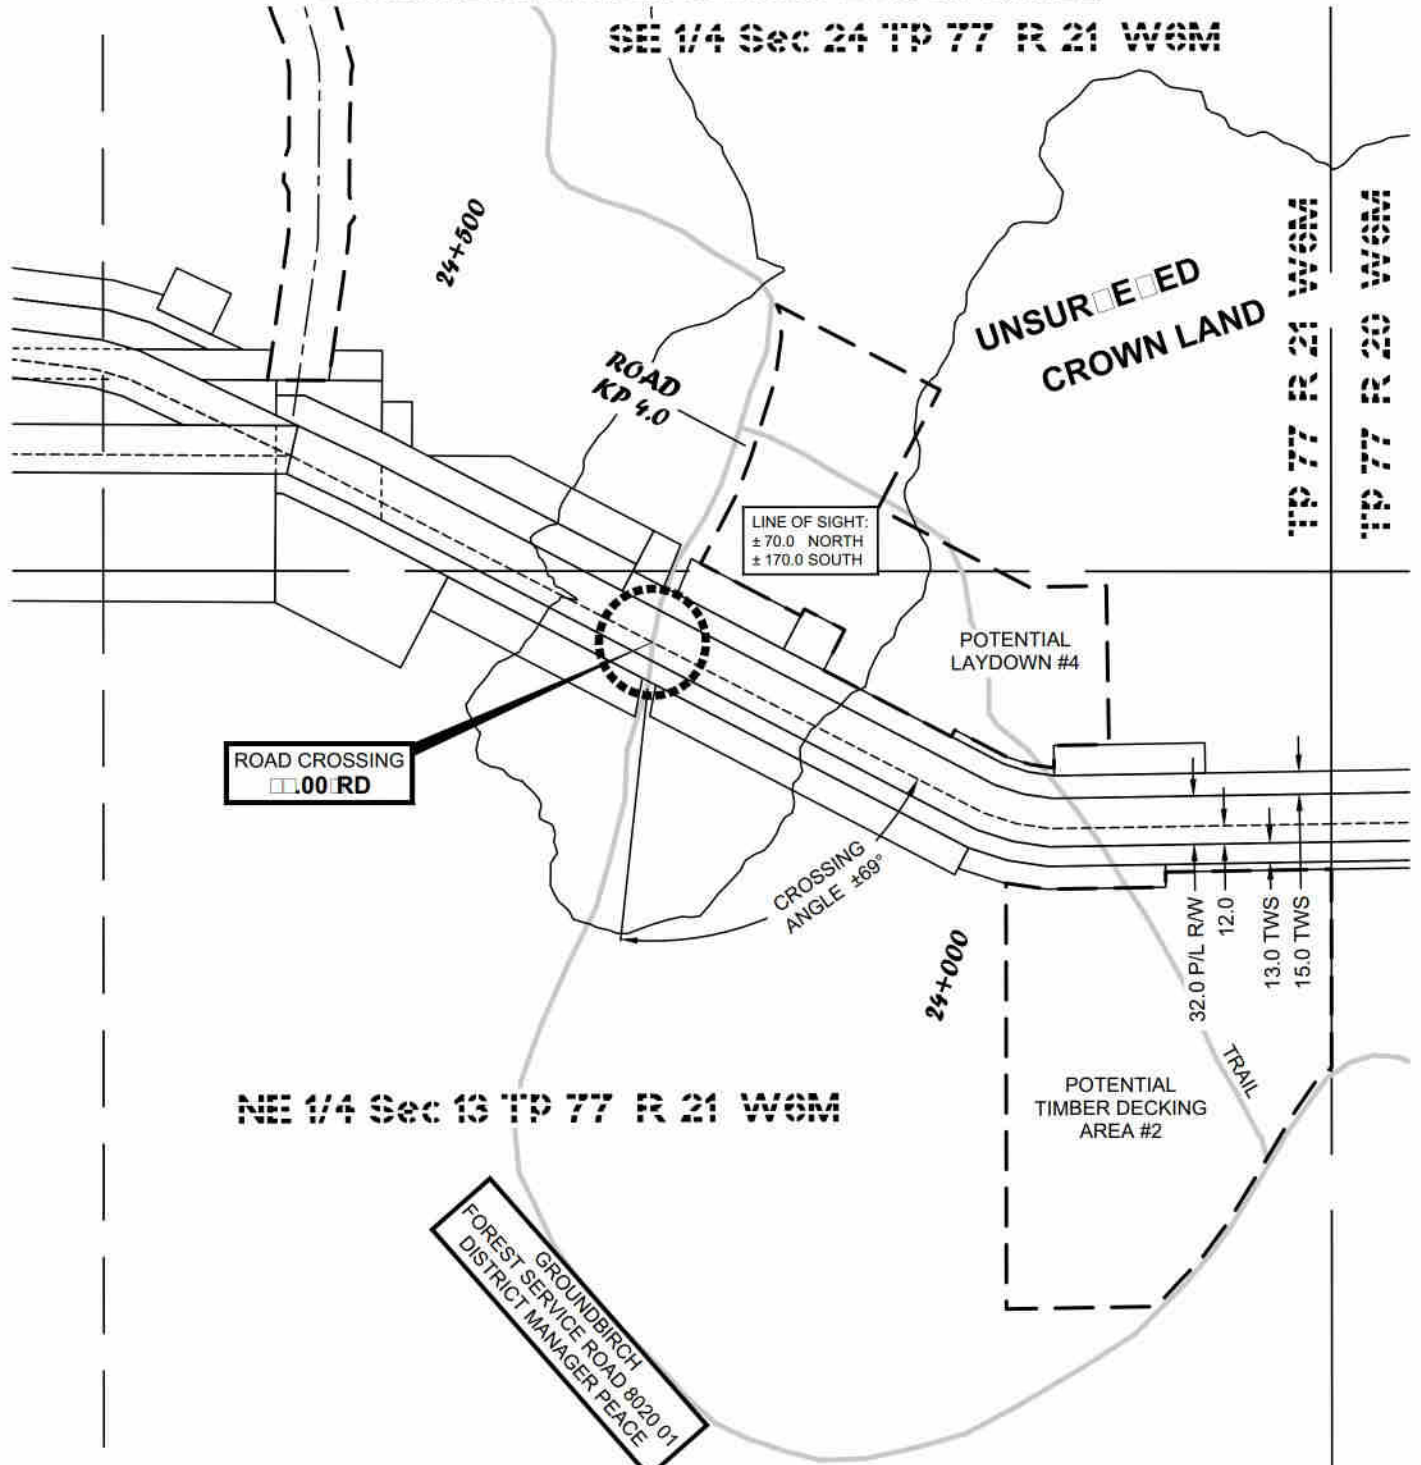 SE 1/4 Sec 24 TP 77 R 21 W6M
24+500
UNSUR□E□ED
CROWN LAND
TP 77 R 21 W6M
TP 77 R 20 W6M
ROAD
KP 4.0
LINE OF SIGHT:
± 70.0 NORTH
± 170.0 SOUTH
POTENTIAL
LAYDOWN #4
ROAD CROSSING
□□.00□RD
CROSSING
ANGLE ±69°
24+000
32.0 P/L R/W
12.0
13.0 TWS
15.0 TWS
TRAIL
POTENTIAL
TIMBER DECKING
AREA #2
NE 1/4 Sec 13 TP 77 R 21 W6M
GROUNDBIRCH
FOREST SERVICE ROAD 8020 01
DISTRICT MANAGER PEACE